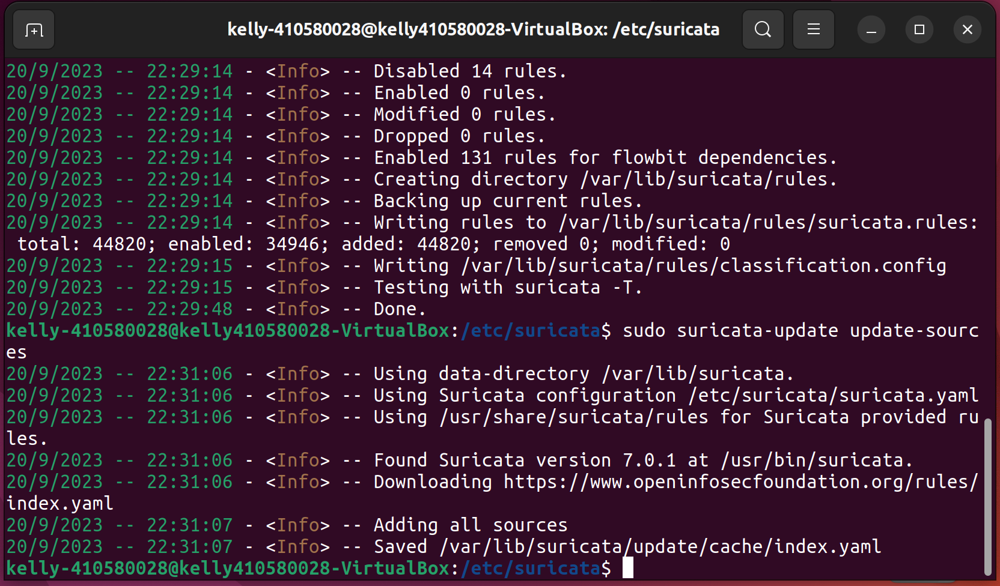 kelly-410580028@kelly410580028-VirtualBox: /etc/suricata
20/9/2023 -- 22:29:14 - <Info> -- Disabled 14 rules.
20/9/2023 -- 22:29:14 - <Info> -- Enabled 0 rules.
20/9/2023 -- 22:29:14 - <Info> -- Modified 0 rules.
20/9/2023 -- 22:29:14 - <Info> -- Dropped 0 rules.
20/9/2023 -- 22:29:14 - <Info> -- Enabled 131 rules for flowbit dependencies.
20/9/2023 -- 22:29:14 - <Info> -- Creating directory /var/lib/suricata/rules.
20/9/2023 -- 22:29:14 - <Info> -- Backing up current rules.
20/9/2023 -- 22:29:14 - <Info> -- Writing rules to /var/lib/suricata/rules/suricata.rules:
 total: 44820; enabled: 34946; added: 44820; removed 0; modified: 0
20/9/2023 -- 22:29:15 - <Info> -- Writing /var/lib/suricata/rules/classification.config
20/9/2023 -- 22:29:15 - <Info> -- Testing with suricata -T.
20/9/2023 -- 22:29:48 - <Info> -- Done.
kelly-410580028@kelly410580028-VirtualBox:/etc/suricata$ sudo suricata-update update-sourc
es
20/9/2023 -- 22:31:06 - <Info> -- Using data-directory /var/lib/suricata.
20/9/2023 -- 22:31:06 - <Info> -- Using Suricata configuration /etc/suricata/suricata.yaml
20/9/2023 -- 22:31:06 - <Info> -- Using /usr/share/suricata/rules for Suricata provided ru
les.
20/9/2023 -- 22:31:06 - <Info> -- Found Suricata version 7.0.1 at /usr/bin/suricata.
20/9/2023 -- 22:31:06 - <Info> -- Downloading https://www.openinfosecfoundation.org/rules/
index.yaml
20/9/2023 -- 22:31:07 - <Info> -- Adding all sources
20/9/2023 -- 22:31:07 - <Info> -- Saved /var/lib/suricata/update/cache/index.yaml
kelly-410580028@kelly410580028-VirtualBox:/etc/suricata$